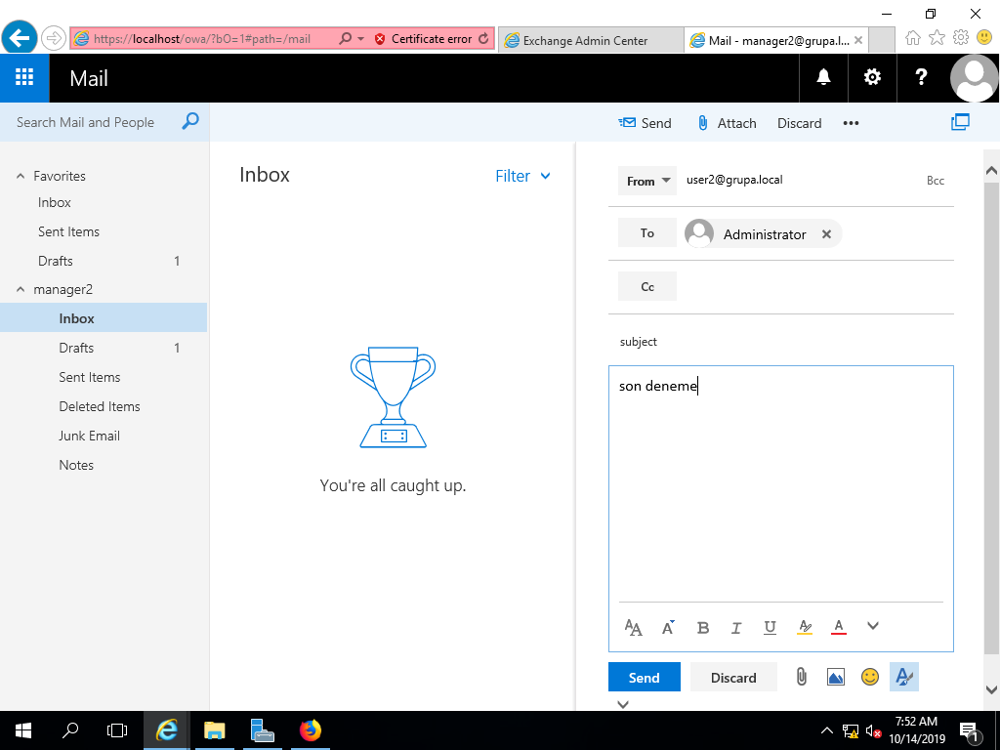 https://localhost/owa/?bO=1#path=/mail
Certificate error
Exchange Admin Center
Mail - manager2@grupa.l...
Mail
?
Search Mail and People
Send
Attach
Discard
•••
Favorites
Inbox
Sent Items
Drafts 1
manager2
Inbox
Drafts 1
Sent Items
Deleted Items
Junk Email
Notes
Inbox
Filter
You're all caught up.
From
user2@grupa.local
Bcc
To
Administrator
Cc
subject
son deneme
AA A B I U A A
Send
Discard
7:52 AM
10/14/2019
1